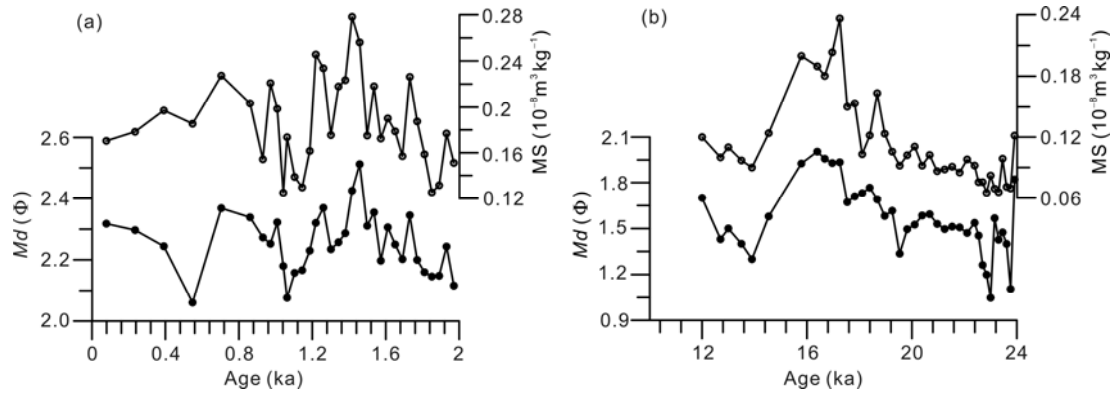 (a)
0.28
0.24
0.2
0.16
0.12
MS (10⁻⁸m³kg⁻¹)
2.6
2.4
2.2
2.0
Md (Φ)
0 0.4 0.8 1.2 1.6 2
Age (ka)
(b)
0.24
0.18
0.12
0.06
MS (10⁻⁸m³kg⁻¹)
2.1
1.8
1.5
1.2
0.9
Md (Φ)
12 16 20 24
Age (ka)